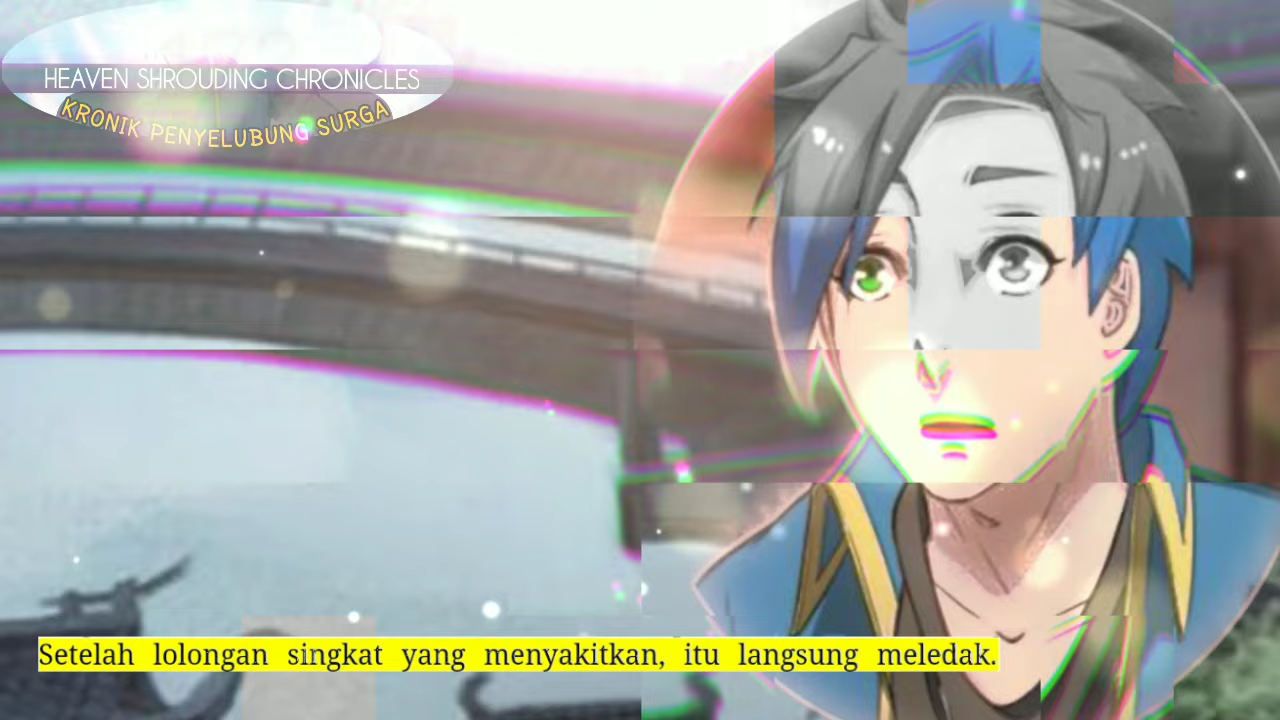 HEAVEN SHROUDING CHRONICLES
KRONIK PENYELUBUNG SURGA
Setelah lolongan singkat yang menyakitkan, itu langsung meledak.